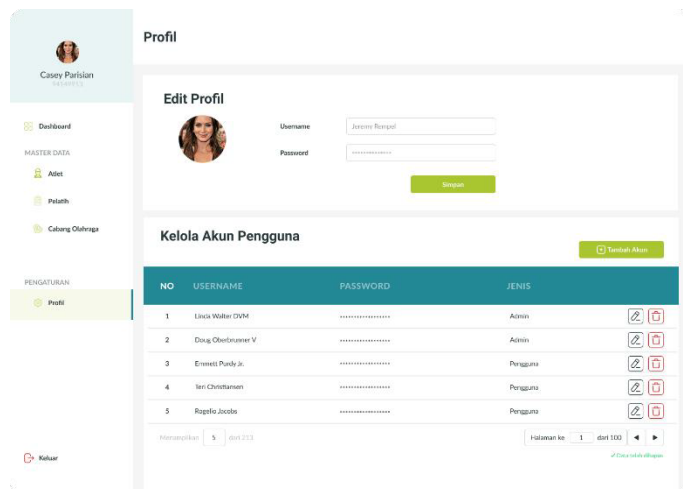 Profil
Casey Parisian
Edit Profil
Username
Jeremy Rempel
Password
****************
Simpan
Dashboard
MASTER DATA
Atlet
Pelatih
Cabang Olahraga
PENGATURAN
Profil
Keluar
Kelola Akun Pengguna
Tambah Akun
NO USERNAME PASSWORD JENIS
1 Linda Walter DVM ****************** Admin
2 Doug Oberbrunner V ****************** Admin
3 Emmett Purdy Jr. ****************** Pengguna
4 Teri Christiansen ****************** Pengguna
5 Rogelio Jacobs ****************** Pengguna
Menampilkan 5 dari 213
Halaman ke 1 dari 100
Data telah dihapus